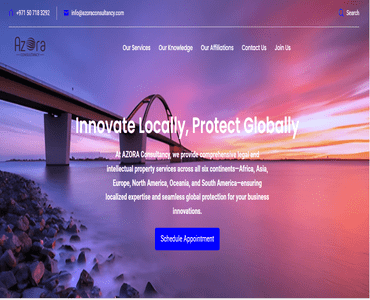 +971 50 718 3292 info@azoraconsultancy.com Search
Azora
CONSULTANCY
Our Services Our Knowledge Our Affiliations Contact Us Join Us
Innovate Locally, Protect Globally
At AZORA Consultancy, we provide comprehensive legal and
intellectual property services across all six continents—Africa, Asia,
Europe, North America, Oceania, and South America—ensuring
localized expertise and seamless global protection for your business
innovations.
Schedule Appointment